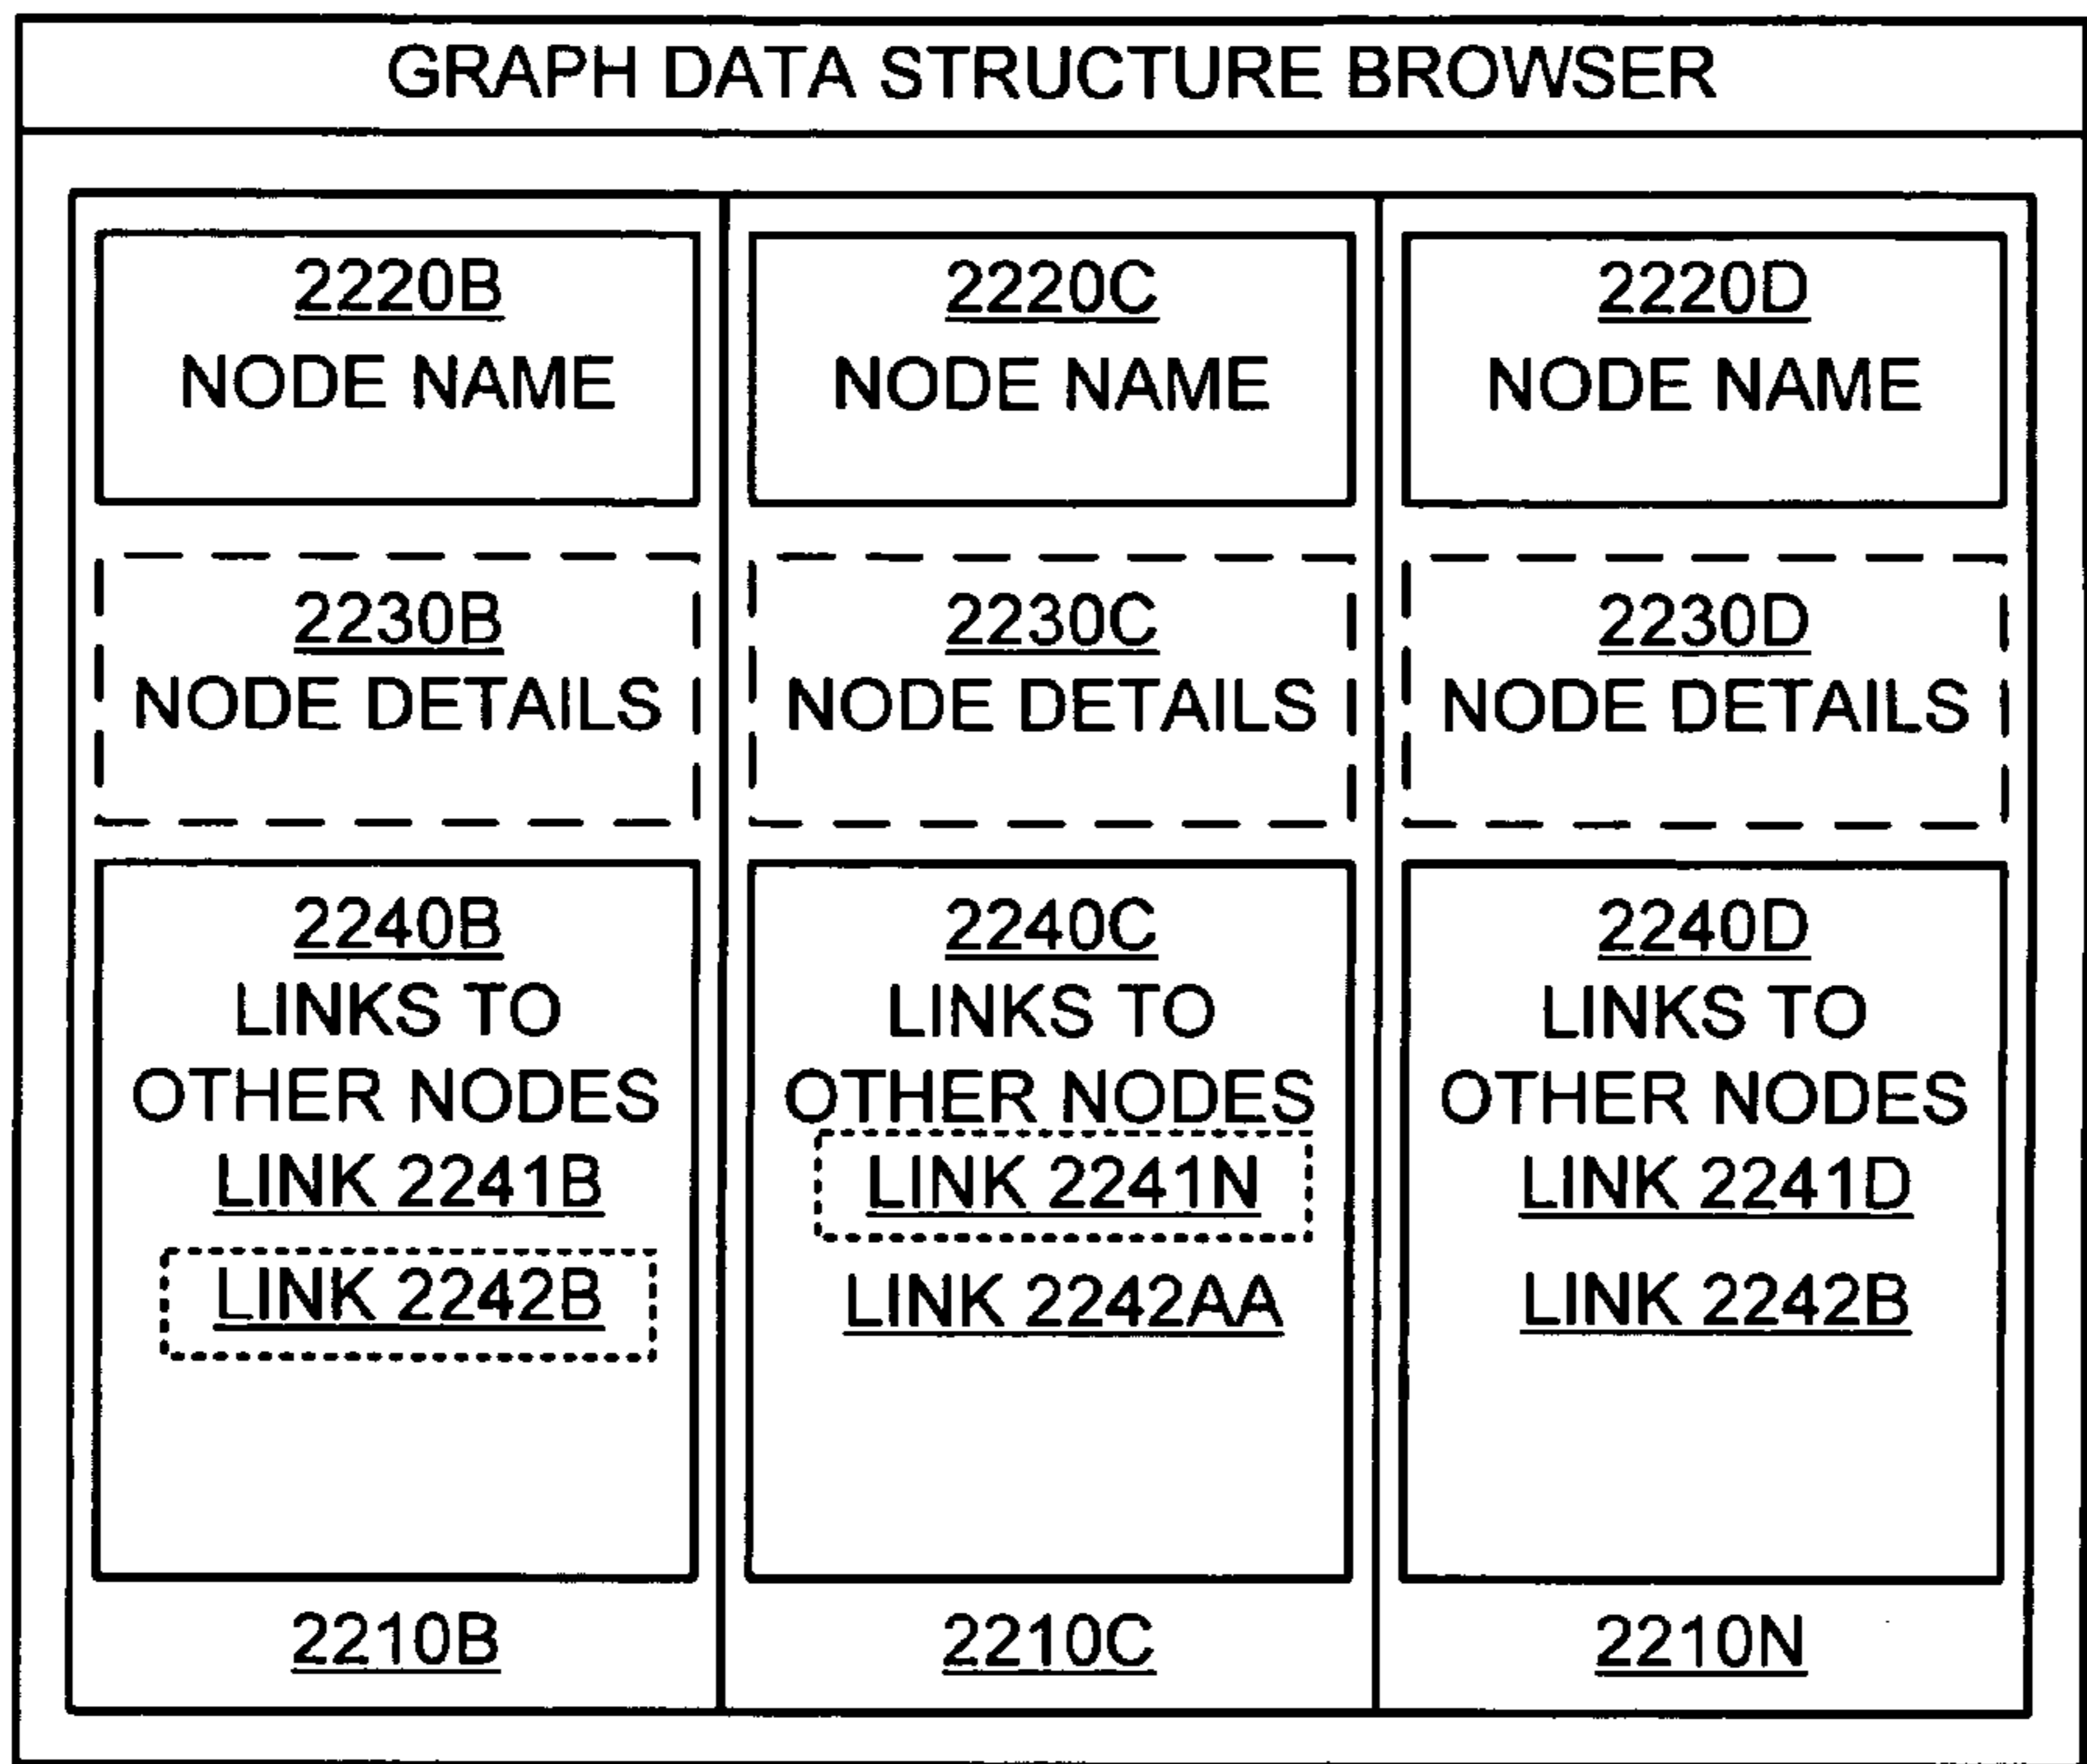 GRAPH DATA STRUCTURE BROWSER
2220B
NODE NAME
2230B
NODE DETAILS
2240B
LINKS TO
OTHER NODES
LINK 2241B
LINK 2242B
2210B
2220C
NODE NAME
2230C
NODE DETAILS
2240C
LINKS TO
OTHER NODES
LINK 2241N
LINK 2242AA
2210C
2220D
NODE NAME
2230D
NODE DETAILS
2240D
LINKS TO
OTHER NODES
LINK 2241D
LINK 2242B
2210N